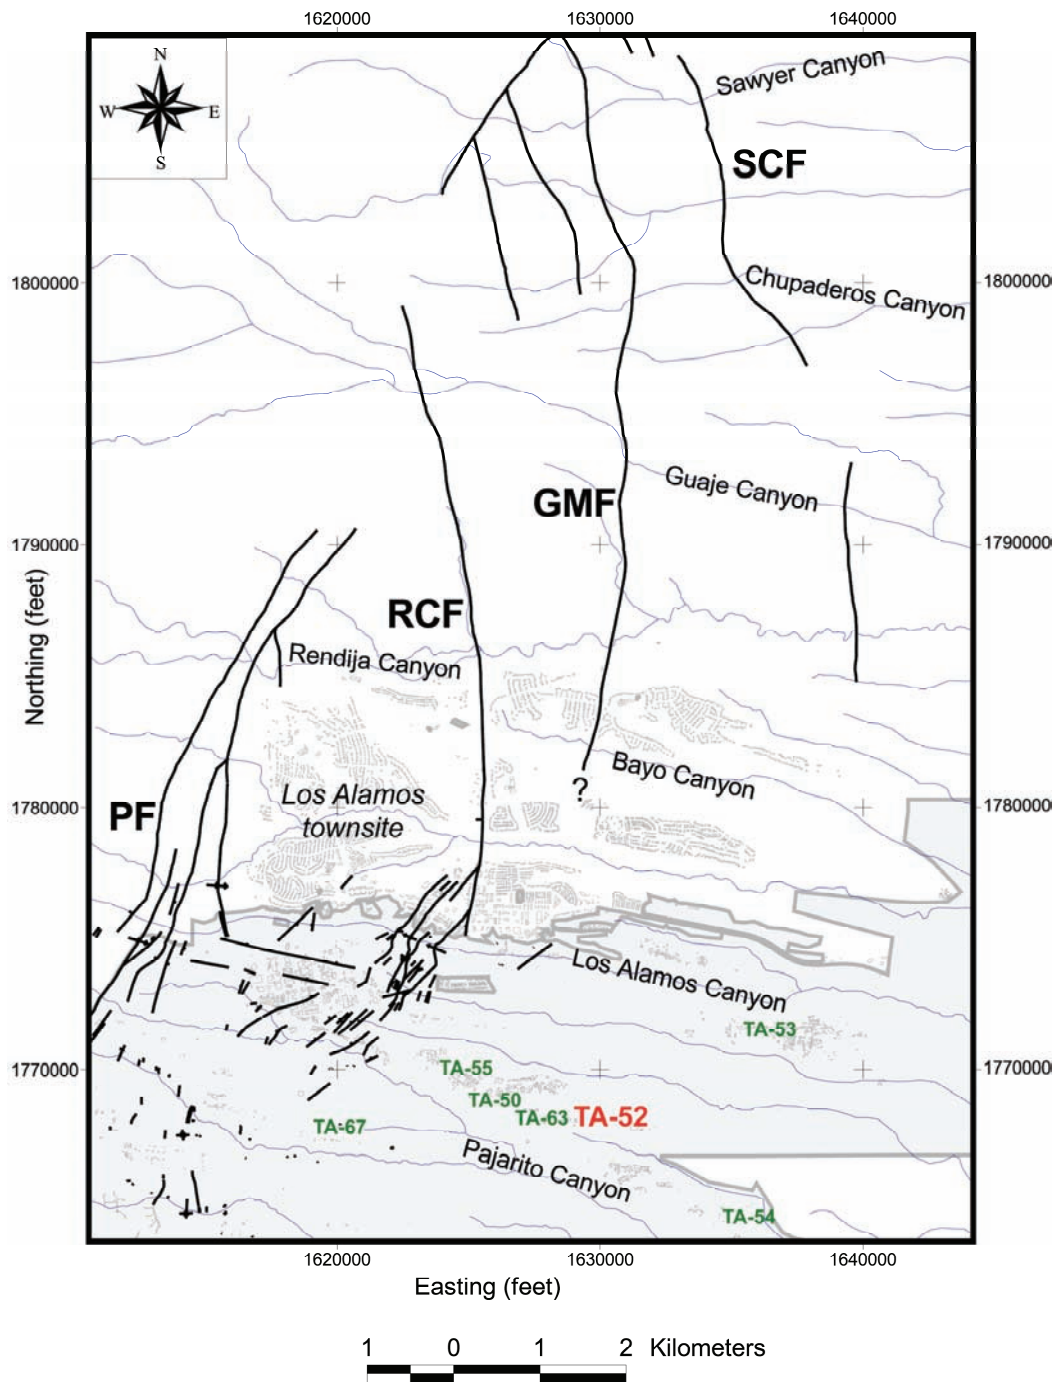 1620000 1630000 1640000
N
W E
S
Sawyer Canyon
SCF
1800000 1800000
Chupaderos Canyon
Guaje Canyon
GMF
1790000 1790000
RCF
Rendija Canyon
Northing (feet)
Bayo Canyon
?
Los Alamos
townsite
PF
1780000 1780000
Los Alamos Canyon
TA-53
1770000 1770000
TA-55
TA-50
TA-63 TA-52
TA-67
Pajarito Canyon
TA-54
1620000 1630000 1640000
Easting (feet)
1 0 1 2 Kilometers